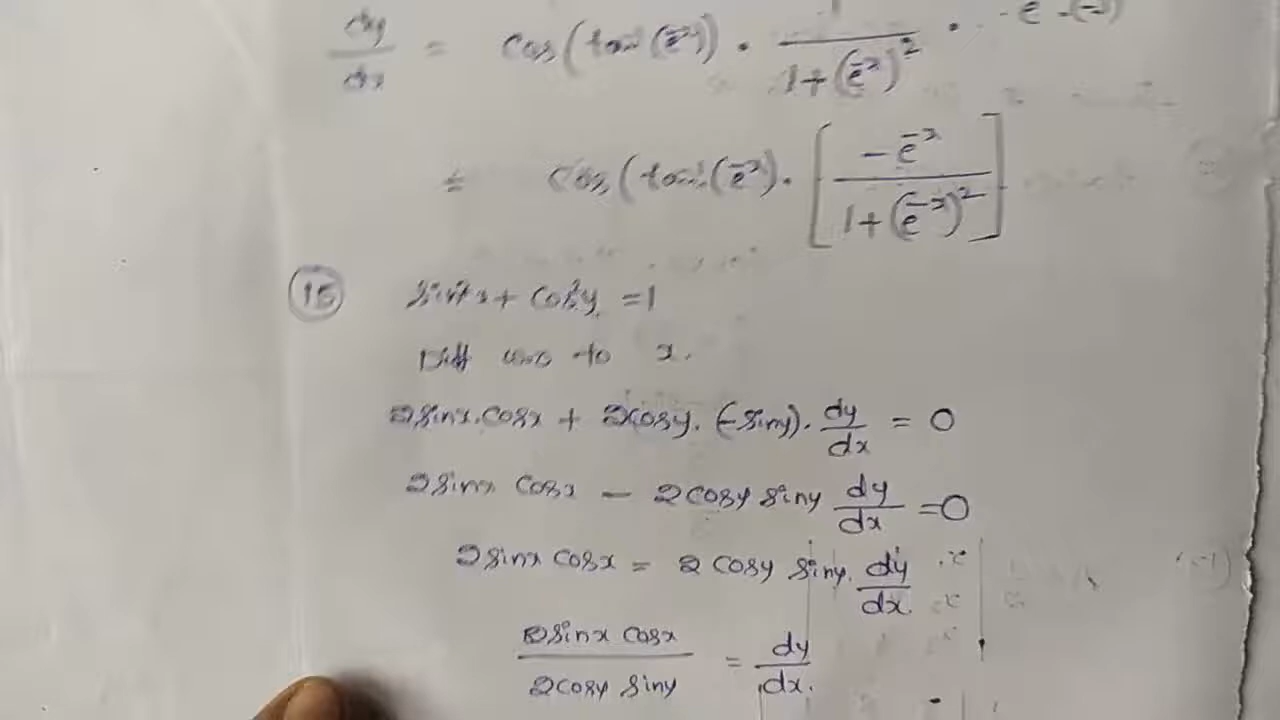 dy/dx = Cos(tan⁻¹(e⁻ˣ)) · 1/1+(e⁻ˣ)² · e⁻ˣ(-1)
= Cos(tan⁻¹(e⁻ˣ). [-e⁻ˣ/1+(e⁻ˣ)²]
15 sin²x + Cos²y = 1
Diff w.r.to x.
2sinx.cosx + 2cosy. (-siny). dy/dx = 0
2sinx cosx - 2cosy siny dy/dx = 0
2sinx cosx = 2cosy siny. dy/dx
2sinx cosx/2cosy siny = dy/dx.